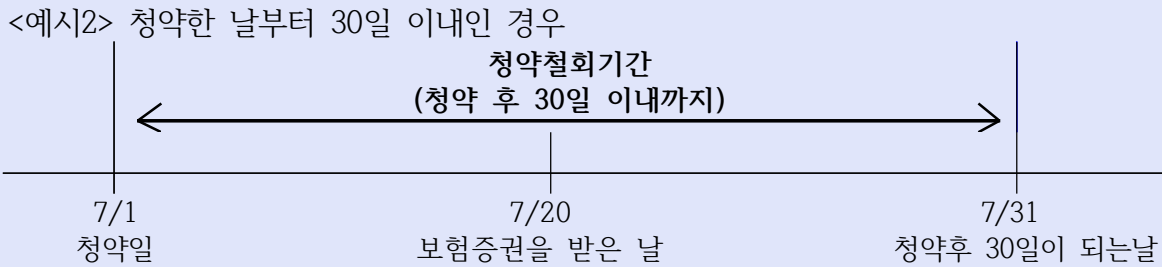 <예시2> 청약한 날부터 30일 이내인 경우
청약철회기간
(청약 후 30일 이내까지)
7/1 7/20 7/31
청약일 보험증권을 받은 날 청약후 30일이 되는날